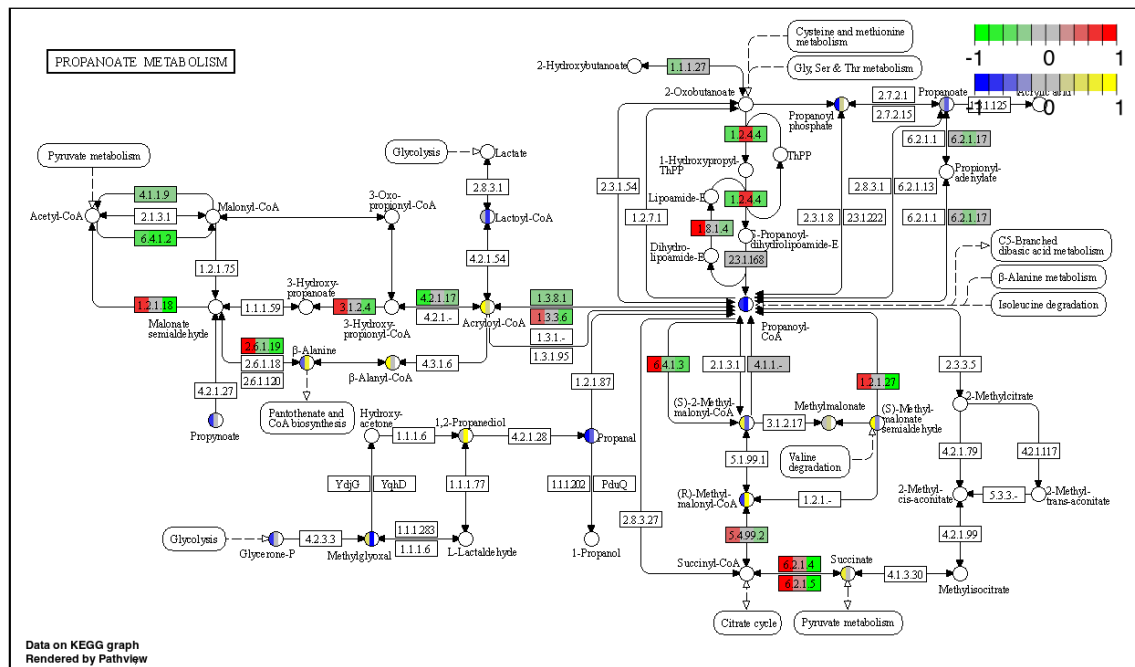 PROPANOATE METABOLISM
-1 0 1
-1 0 1
Cysteine and methionine
metabolism
2-Hydroxybutanoate
1.1.1.27
Gly, Ser & Thr metabolism
2-Oxobutanoate
Propanoyl
phosphate
2.7.2.1
2.7.2.15
Propanoate
1.3.1.125
Acrylic acid
Pyruvate metabolism
Glycolysis
Lactate
1.2.4.4
ThPP
6.2.1.1
6.2.1.17
1-Hydroxypropyl-
ThPP
Propionyl-
adenylate
2.8.3.1
2.3.1.54
Lipoamide-E
1.2.4.4
2.8.3.1
6.2.1.13
4.1.1.9
Acetyl-CoA
2.1.3.1
Malonyl-CoA
6.4.1.2
3-Oxo-
propionyl-CoA
Lactoyl-CoA
1.2.7.1
1.8.1.4
2.3.1.8
2.3.1.222
6.2.1.1
6.2.1.17
S-Propanoyl-
dihydrolipoamide-E
Dihydro-
lipoamide-E
2.3.1.168
C5-Branched
dibasic acid metabolism
β-Alanine metabolism
Isoleucine degradation
1.2.1.75
4.2.1.54
1.2.1.18
Malonate
semialdehyde
1.1.1.59
3-Hydroxy-
propanoate
3.1.2.4
3-Hydroxy-
propionyl-CoA
4.2.1.17
4.2.1.-
Acryloyl-CoA
1.3.8.1
1.3.3.6
1.3.1.-
1.3.1.95
Propanoyl-
CoA
2.6.1.19
2.6.1.18
2.6.1.120
β-Alanine
β-Alanyl-CoA
4.3.1.6
6.4.1.3
2.1.3.1
4.1.1.-
1.2.1.27
2.3.3.5
1.2.1.87
4.2.1.27
Propynoate
Pantothenate and
CoA biosynthesis
(S)-2-Methyl-
malonyl-CoA
3.1.2.17
Methylmalonate
(S)-Methyl-
malonate
semialdehyde
2-Methylcitrate
Hydroxy-
acetone
1.1.1.6
1,2-Propanediol
4.2.1.28
Propanal
Valine
degradation
5.1.99.1
4.2.1.79
4.2.1.117
YdjG
YqhD
1.1.1.77
1.1.1.202
PduQ
(R)-Methyl-
malonyl-CoA
1.2.1.-
2-Methyl-
cis-aconitate
5.3.3.-
2-Methyl-
trans-aconitate
2.8.3.27
5.4.99.2
4.2.1.99
Glycolysis
Glycerone-P
4.2.3.3
Methylglyoxal
1.1.1.283
1.1.1.6
L-Lactaldehyde
1-Propanol
Succinyl-CoA
6.2.1.4
6.2.1.5
Succinate
4.1.3.30
Methylisocitrate
Citrate cycle
Pyruvate metabolism
Data on KEGG graph
Rendered by Pathview